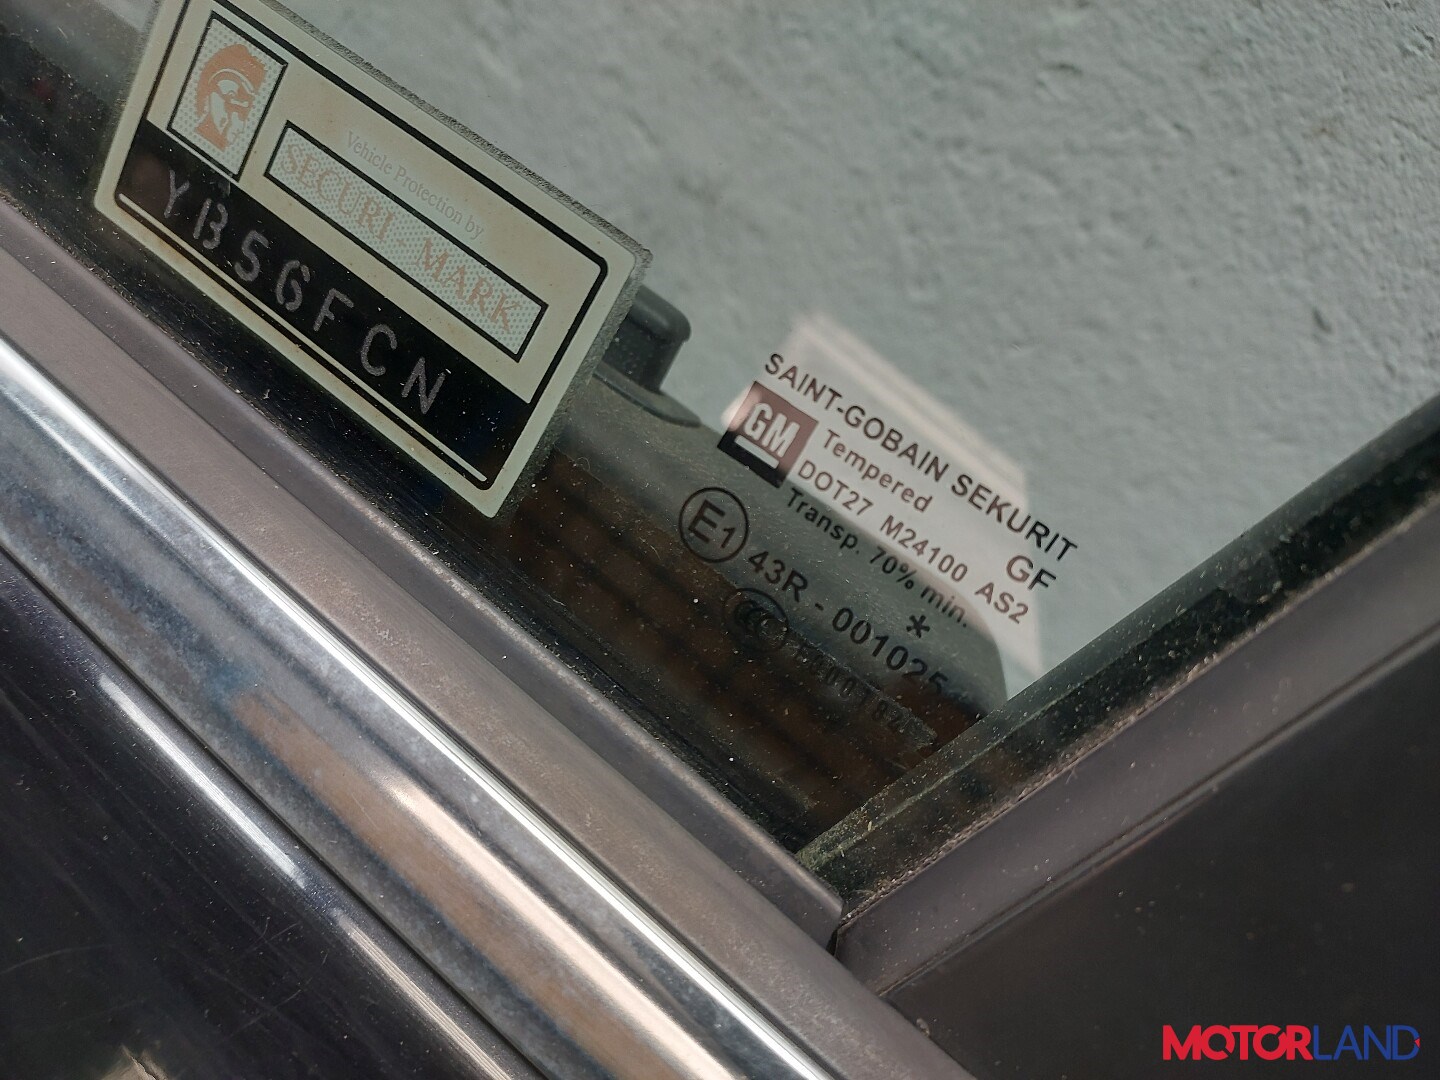 Vehicle Protection by
SECURI - MARK
YB56FCN
SAINT-GOBAIN SEKURIT
GM
Tempered GF
DOT27 M24100 AS2
Transp. 70% min.
*
E1 43R - 001025
CCC
MOTORLAND